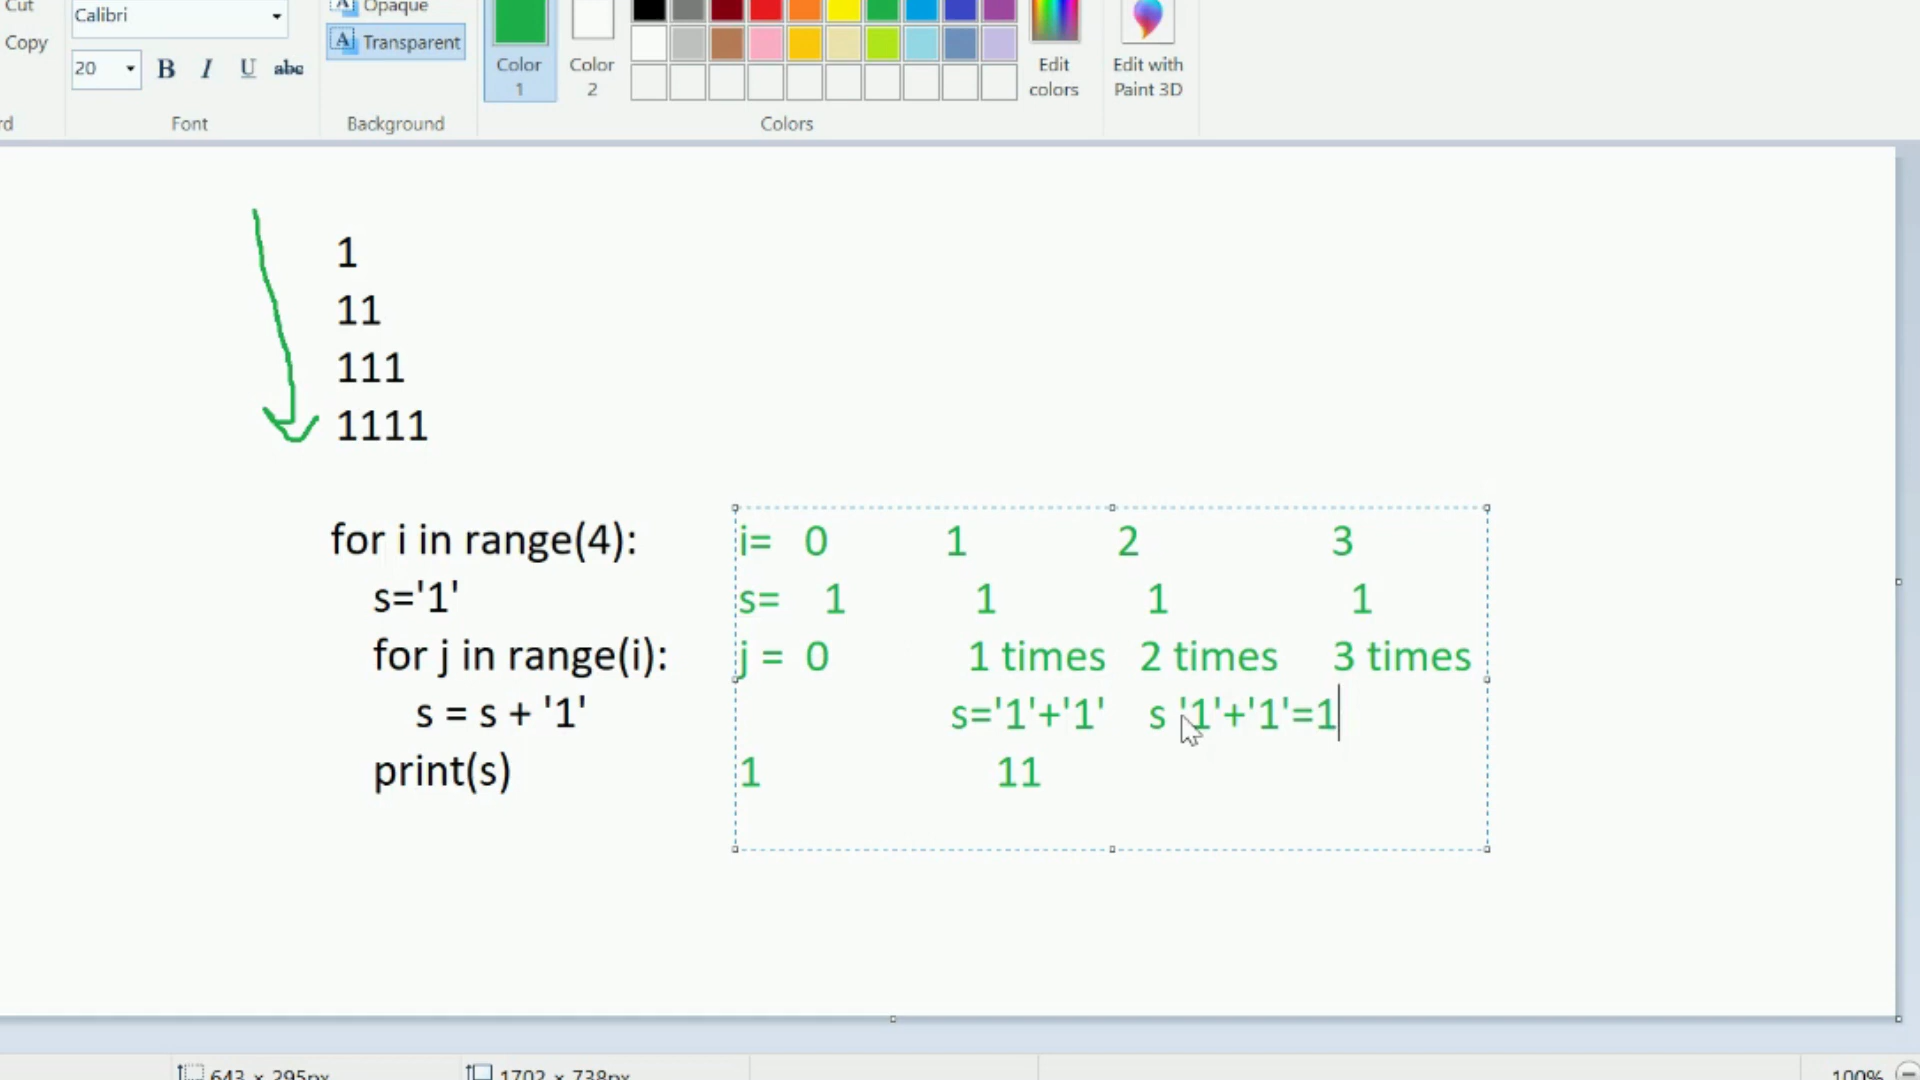 Cut
Calibri
Opaque
Copy
Transparent
20
B I U abc
Color 1
Color 2
Edit colors
Edit with Paint 3D
Font
Background
Colors
1
11
111
1111
for i in range(4):
s='1'
for j in range(i):
s = s + '1'
print(s)
i= 0 1 2 3
s= 1 1 1 1
j = 0 1 times 2 times 3 times
s='1'+'1' s '1'+'1'=1
1 11
643 × 295px
1702 × 738px
100%